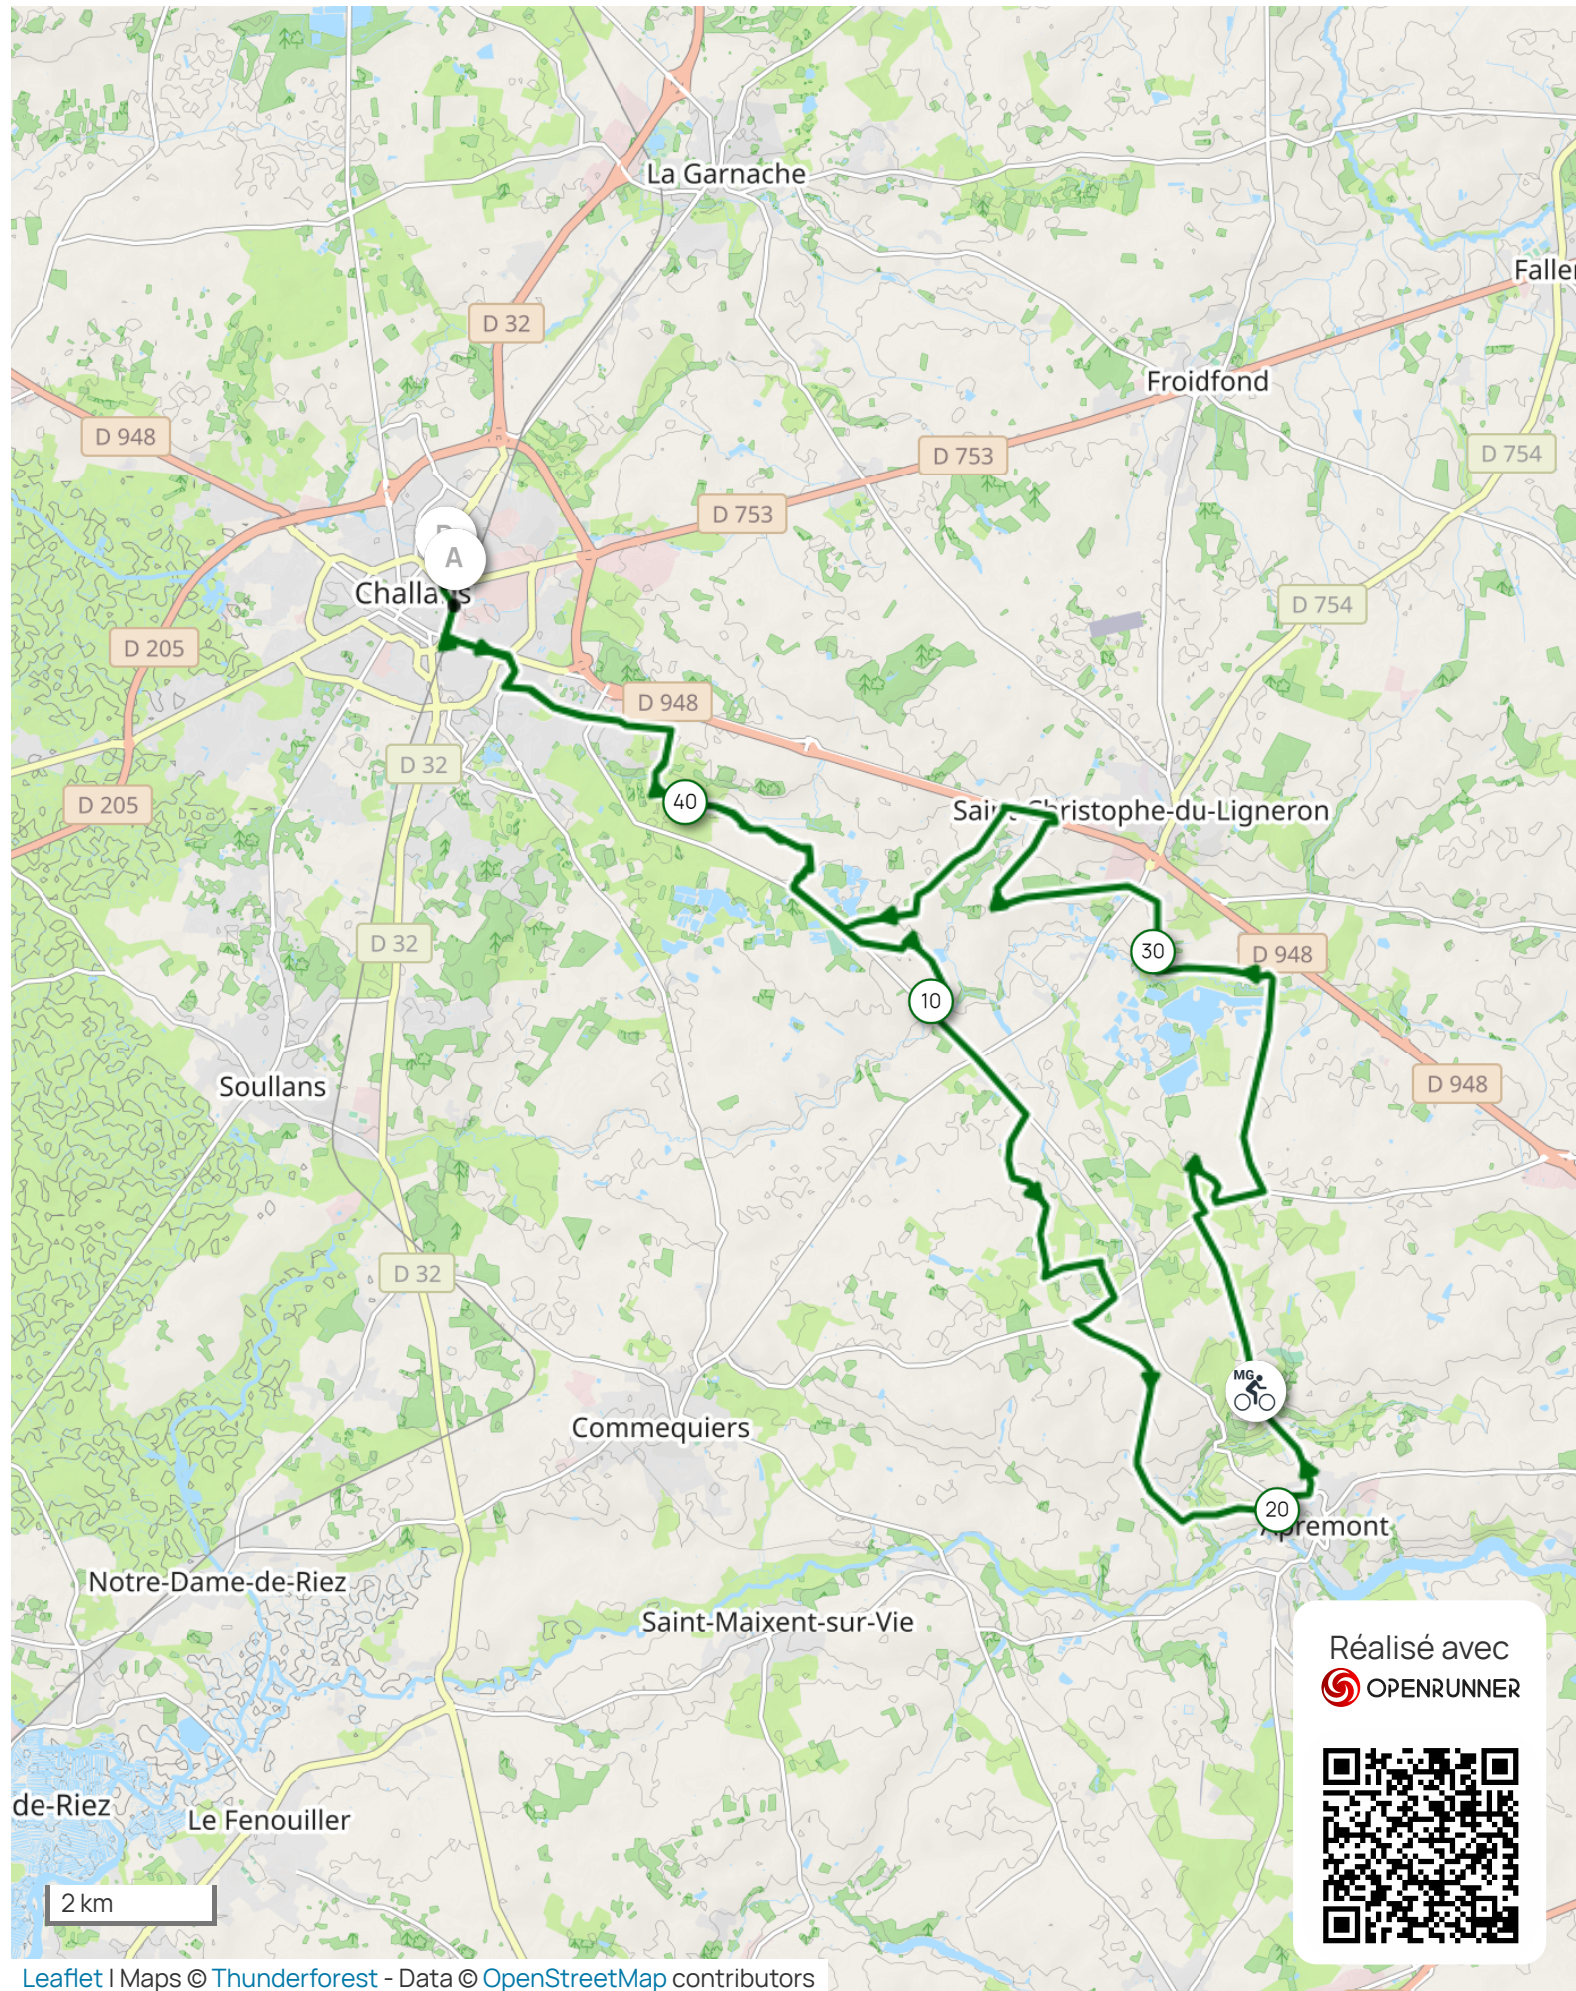 La Garnache
Faller
D 32
Froidfond
D 948
D 753
D 754
D 753
A
Challans
D 754
D 205
D 948
D 32
D 205
40
Saint-Christophe-du-Ligneron
D 32
30
D 948
10
Soullans
D 948
D 32
MG
Commequiers
20
Apremont
Notre-Dame-de-Riez
Saint-Maixent-sur-Vie
Réalisé avec
OPENRUNNER
de-Riez
Le Fenouiller
2 km
Leaflet | Maps © Thunderforest - Data © OpenStreetMap contributors